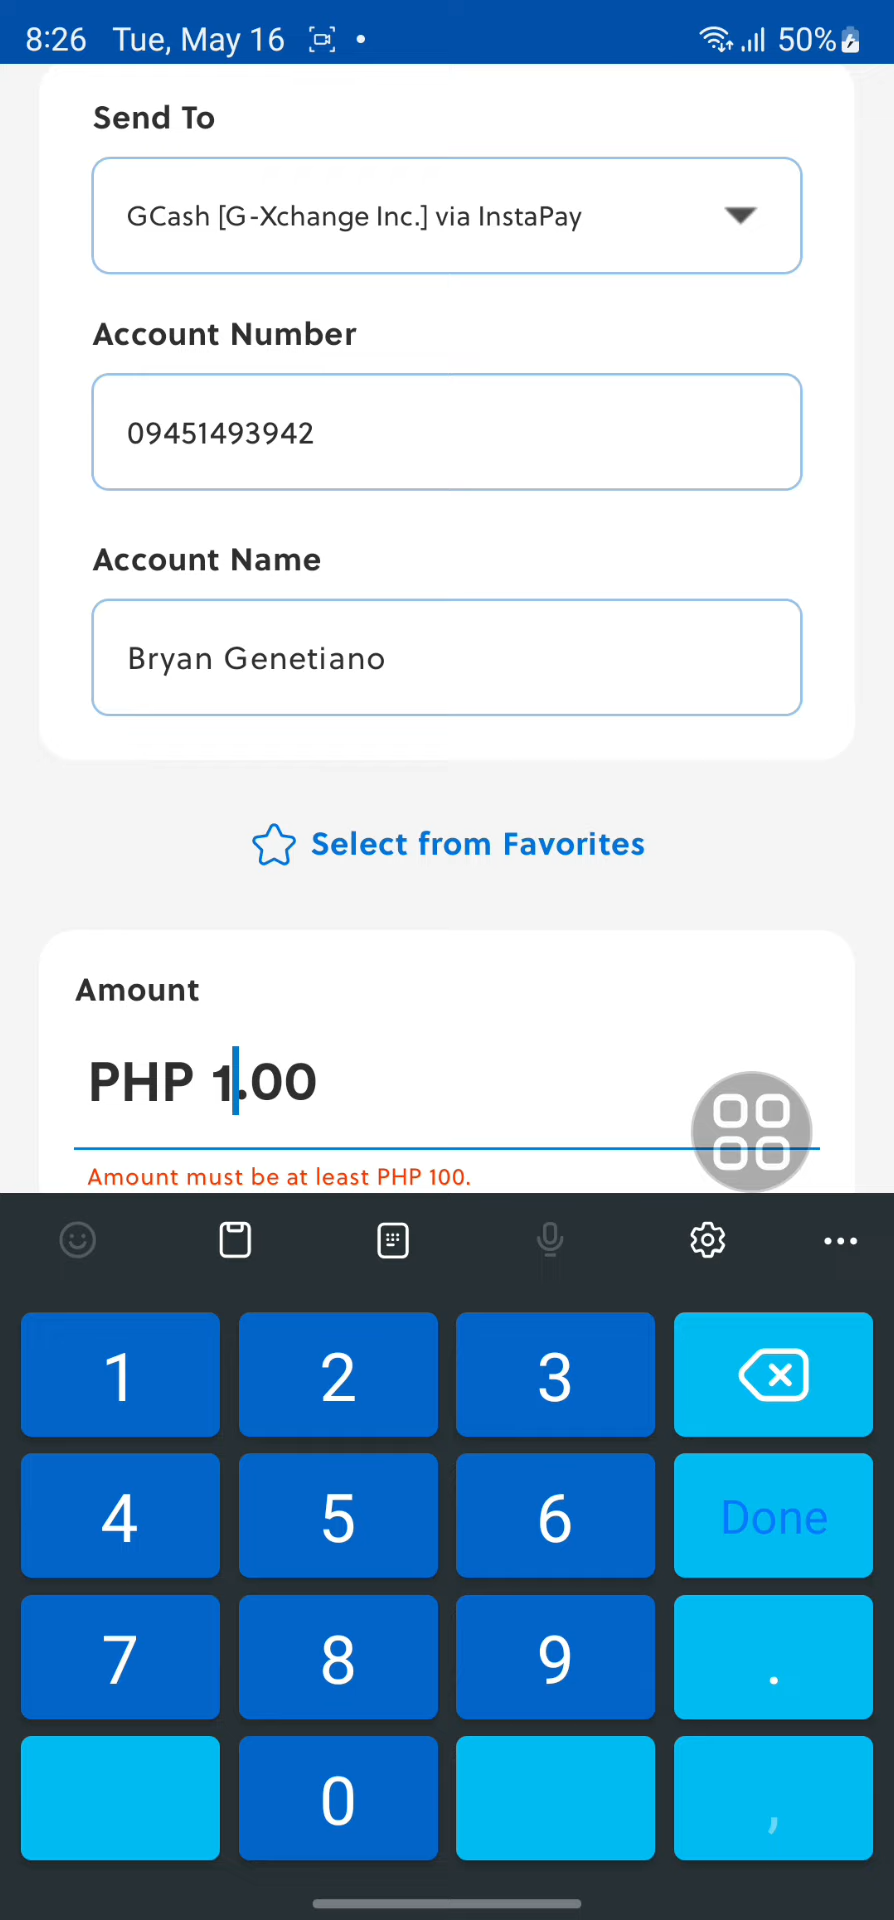 8:26 Tue, May 16 50%
Send To
GCash [G-Xchange Inc.] via InstaPay
Account Number
09451493942
Account Name
Bryan Genetiano
Select from Favorites
Amount
PHP 1.00
Amount must be at least PHP 100.
1 2 3
4 5 6 Done
7 8 9 .
0 ,